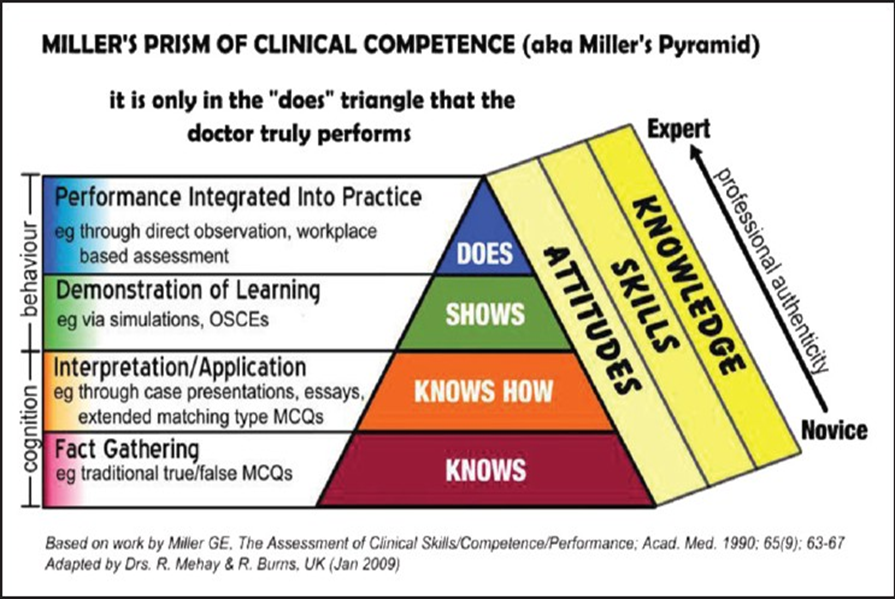 MILLER'S PRISM OF CLINICAL COMPETENCE (aka Miller's Pyramid)
it is only in the "does" triangle that the
doctor truly performs
Expert
professional authenticity
Novice
behaviour
cognition
Performance Integrated Into Practice
eg through direct observation, workplace
based assessment
DOES
Demonstration of Learning
eg via simulations, OSCEs
SHOWS
Interpretation/Application
eg through case presentations, essays,
extended matching type MCQs
KNOWS HOW
Fact Gathering
eg traditional true/false MCQs
KNOWS
ATTITUDES
SKILLS
KNOWLEDGE
Based on work by Miller GE, The Assessment of Clinical Skills/Competence/Performance; Acad. Med. 1990; 65(9); 63-67
Adapted by Drs. R. Mehay & R. Burns, UK (Jan 2009)